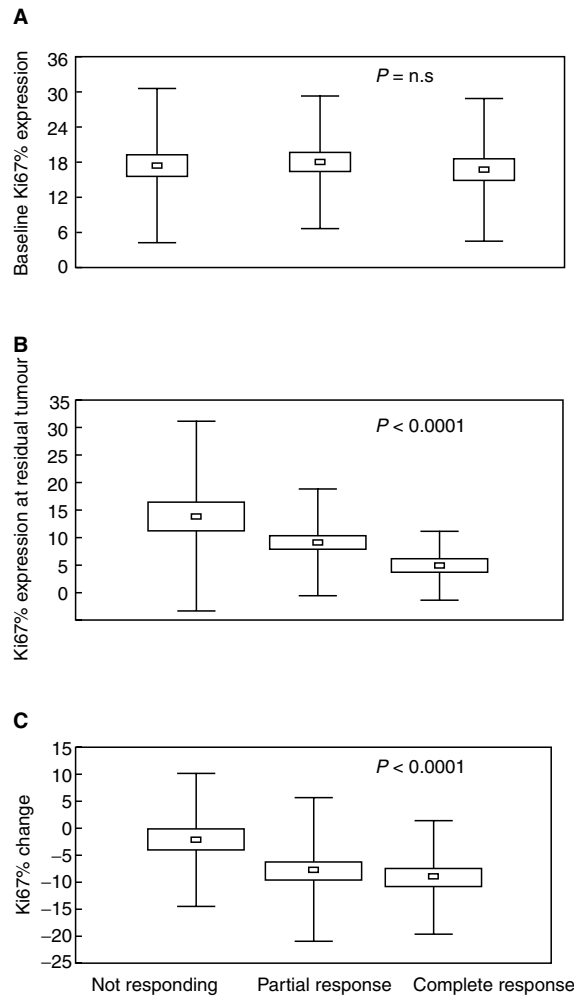 A
Baseline Ki67% expression
36
30
24
18
12
6
0
P = n.s
B
Ki67% expression at residual tumour
35
30
25
20
15
10
5
0
P < 0.0001
C
Ki67% change
15
10
5
0
−5
−10
−15
−20
−25
P < 0.0001
Not responding Partial response Complete response